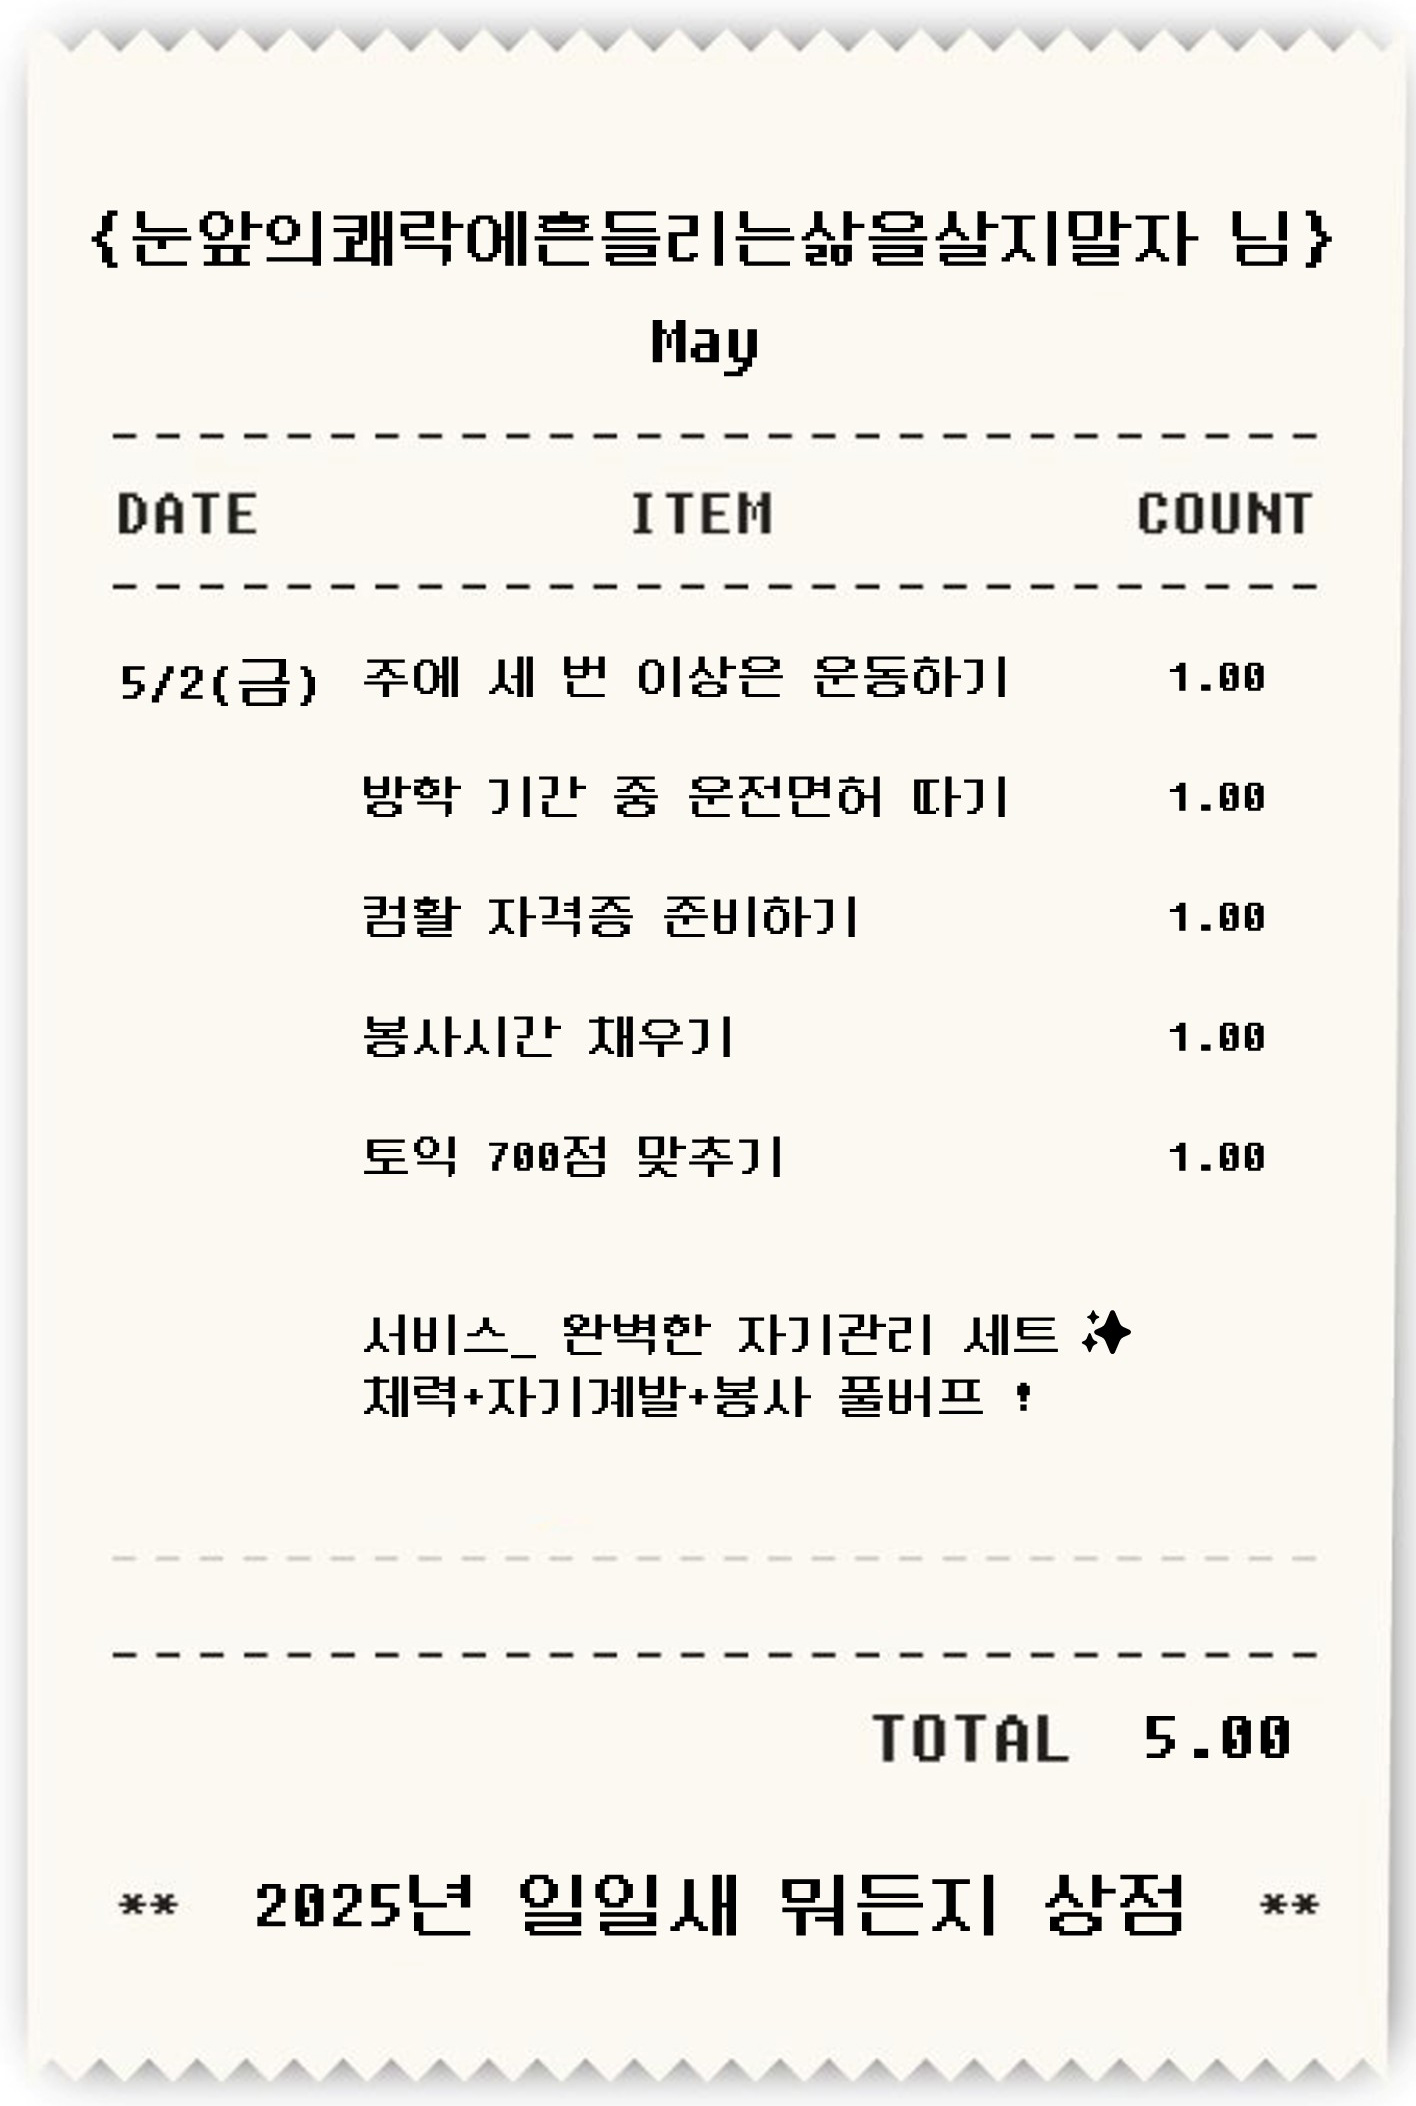 {눈앞의쾌락에흔들리는삶을살지말자 님}
May
DATE ITEM COUNT
5/2(금) 주에 세 번 이상은 운동하기 1.00
방학 기간 중 운전면허 따기 1.00
컴활 자격증 준비하기 1.00
봉사시간 채우기 1.00
토익 700점 맞추기 1.00
서비스_ 완벽한 자기관리 세트 ✨
체력+자기계발+봉사 풀버프 !
TOTAL 5.00
** 2025년 일일새 뭐든지 상점 **